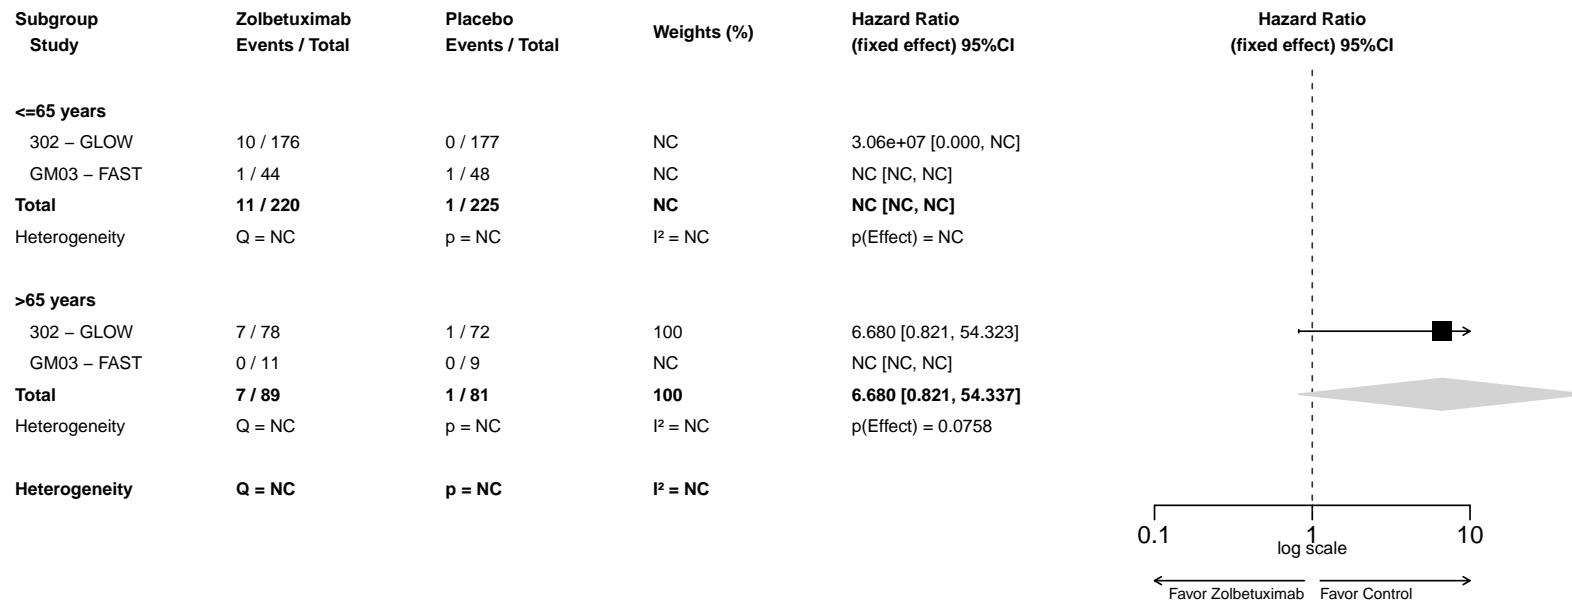 Subgroup Zolbetuximab Placebo Weights (%) Hazard Ratio Hazard Ratio
Study Events / Total Events / Total (fixed effect) 95%CI (fixed effect) 95%CI
<=65 years
302 – GLOW 10 / 176 0 / 177 NC 3.06e+07 [0.000, NC]
GM03 – FAST 1 / 44 1 / 48 NC NC [NC, NC]
Total 11 / 220 1 / 225 NC NC [NC, NC]
Heterogeneity Q = NC p = NC I² = NC p(Effect) = NC
>65 years
302 – GLOW 7 / 78 1 / 72 100 6.680 [0.821, 54.323]
GM03 – FAST 0 / 11 0 / 9 NC NC [NC, NC]
Total 7 / 89 1 / 81 100 6.680 [0.821, 54.337]
Heterogeneity Q = NC p = NC I² = NC p(Effect) = 0.0758
Heterogeneity Q = NC p = NC I² = NC
0.1 1 10
log scale
Favor Zolbetuximab Favor Control